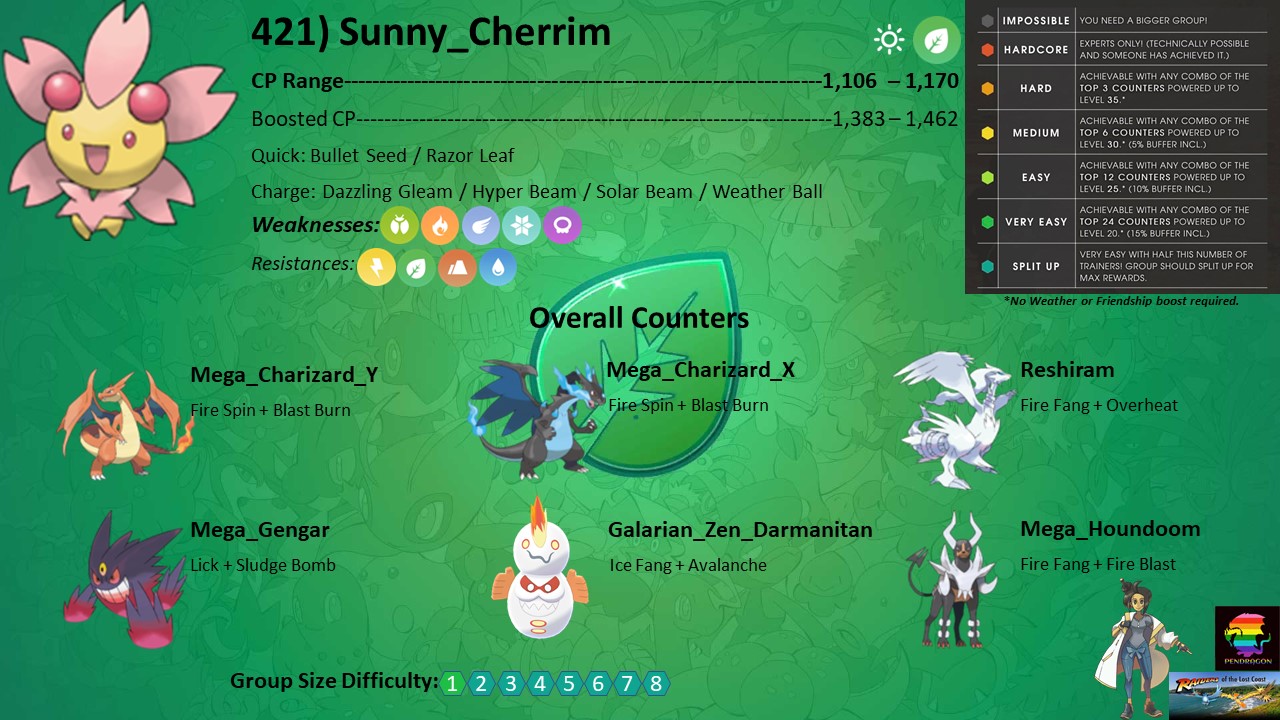 421) Sunny_Cherrim
CP Range--------------------------------------------------------------------1,106 – 1,170
Boosted CP--------------------------------------------------------------------1,383 – 1,462
Quick: Bullet Seed / Razor Leaf
Charge: Dazzling Gleam / Hyper Beam / Solar Beam / Weather Ball
Weaknesses:
Resistances:
IMPOSSIBLE YOU NEED A BIGGER GROUP!
HARDCORE EXPERTS ONLY! (TECHNICALLY POSSIBLE
AND SOMEONE HAS ACHIEVED IT.)
HARD ACHIEVABLE WITH ANY COMBO OF THE
TOP 3 COUNTERS POWERED UP TO
LEVEL 35.*
MEDIUM ACHIEVABLE WITH ANY COMBO OF THE
TOP 6 COUNTERS POWERED UP TO
LEVEL 30.* (5% BUFFER INCL.)
EASY ACHIEVABLE WITH ANY COMBO OF THE
TOP 12 COUNTERS POWERED UP TO
LEVEL 25.* (10% BUFFER INCL.)
VERY EASY ACHIEVABLE WITH ANY COMBO OF THE
TOP 24 COUNTERS POWERED UP TO
LEVEL 20.* (15% BUFFER INCL.)
SPLIT UP VERY EASY WITH HALF THIS NUMBER OF
TRAINERS! GROUP SHOULD SPLIT UP FOR
MAX REWARDS.
*No Weather or Friendship boost required.
Overall Counters
Mega_Charizard_Y
Fire Spin + Blast Burn
Mega_Charizard_X
Fire Spin + Blast Burn
Reshiram
Fire Fang + Overheat
Mega_Gengar
Lick + Sludge Bomb
Galarian_Zen_Darmanitan
Ice Fang + Avalanche
Mega_Houndoom
Fire Fang + Fire Blast
Group Size Difficulty: 1 2 3 4 5 6 7 8
PENDRAGON
RAIDERS of the Lost Coast